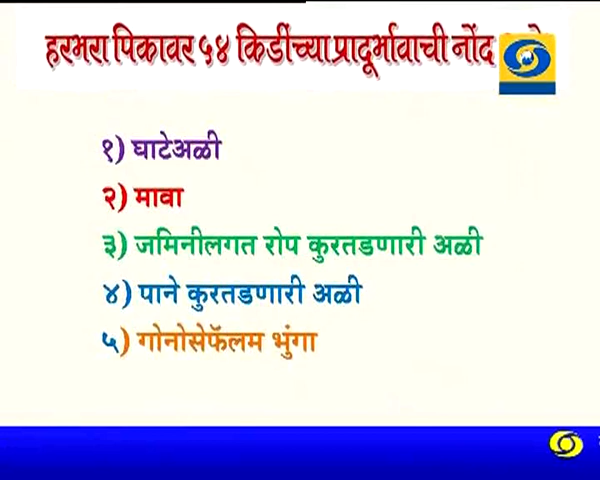 हरभरा पिकावर ५४ किडींच्या प्रादूर्भावाची नोंद
१) घाटेअळी
२) मावा
३) जमिनीलगत रोप कुरतडणारी अळी
४) पाने कुरतडणारी अळी
५) गोनोसेफॅलम भुंगा